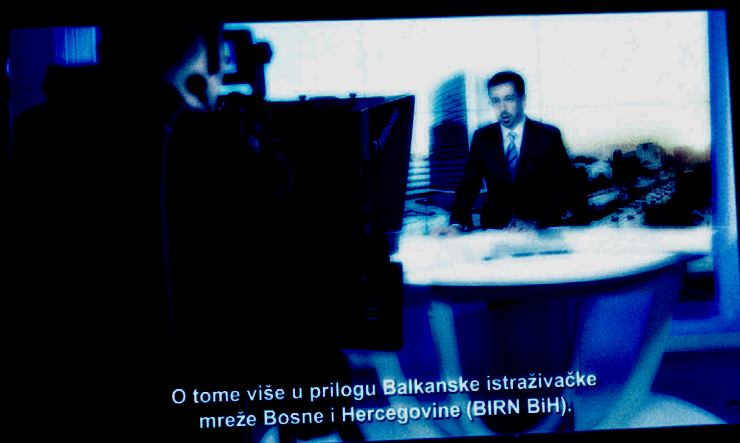 O tome više u prilogu Balkanske istraživačke
mreže Bosne i Hercegovine (BIRN BiH).